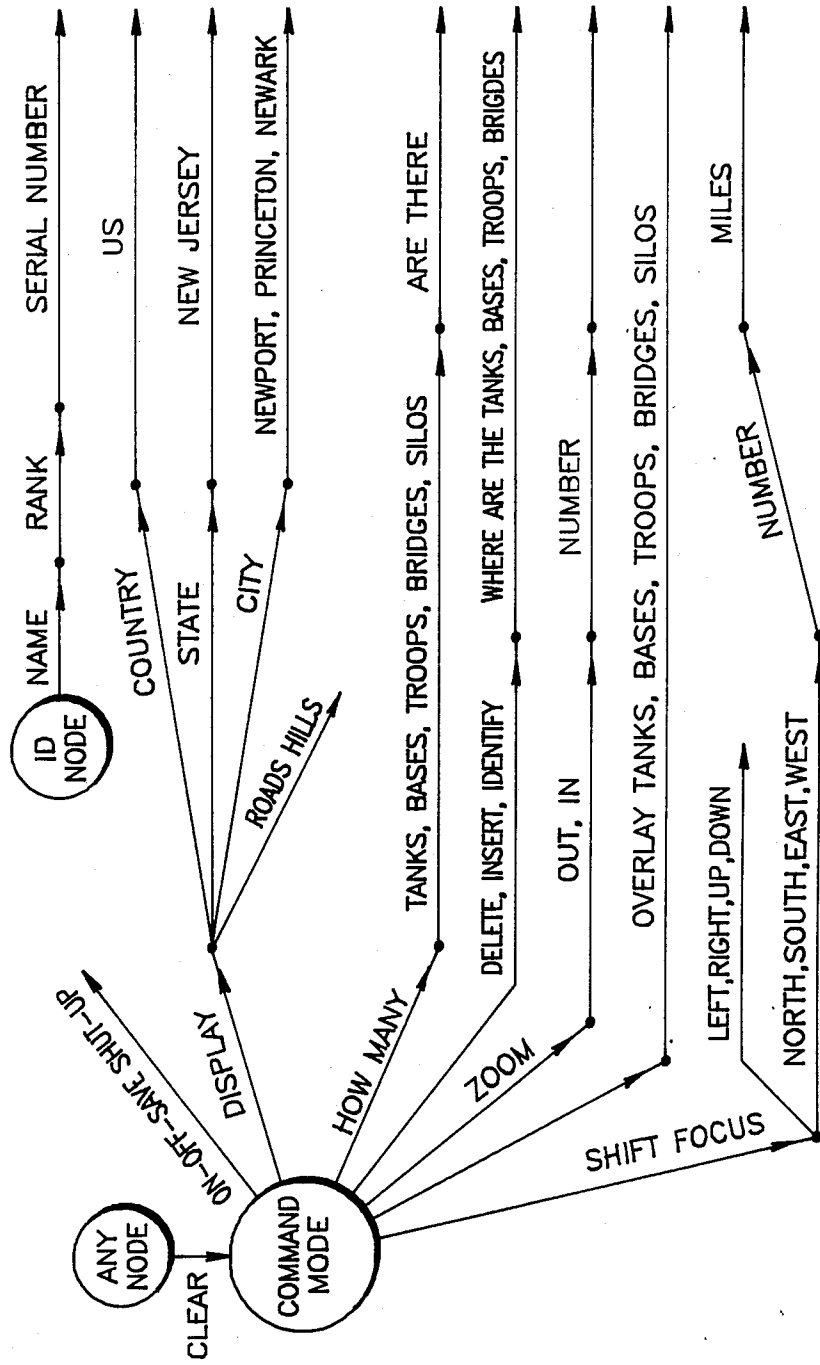 ID
NODE
NAME
RANK
SERIAL NUMBER
COUNTRY
US
STATE
NEW JERSEY
CITY
NEWPORT, PRINCETON, NEWARK
ROADS HILLS
ANY
NODE
CLEAR
COMMAND
MODE
ON-OFF-SAVE SHUT-UP
DISPLAY
HOW MANY
TANKS, BASES, TROOPS, BRIDGES, SILOS
ARE THERE
DELETE, INSERT, IDENTIFY
WHERE ARE THE TANKS, BASES, TROOPS, BRIGDES
ZOOM
OUT, IN
NUMBER
OVERLAY TANKS, BASES, TROOPS, BRIDGES, SILOS
SHIFT FOCUS
LEFT,RIGHT,UP,DOWN
NORTH,SOUTH,EAST,WEST
NUMBER
MILES